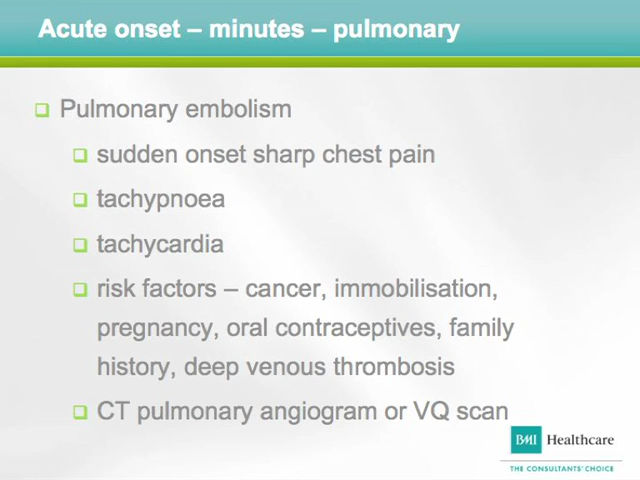 Acute onset – minutes – pulmonary
Pulmonary embolism
sudden onset sharp chest pain
tachypnoea
tachycardia
risk factors – cancer, immobilisation,
pregnancy, oral contraceptives, family
history, deep venous thrombosis
CT pulmonary angiogram or VQ scan
BMI Healthcare
THE CONSULTANTS' CHOICE